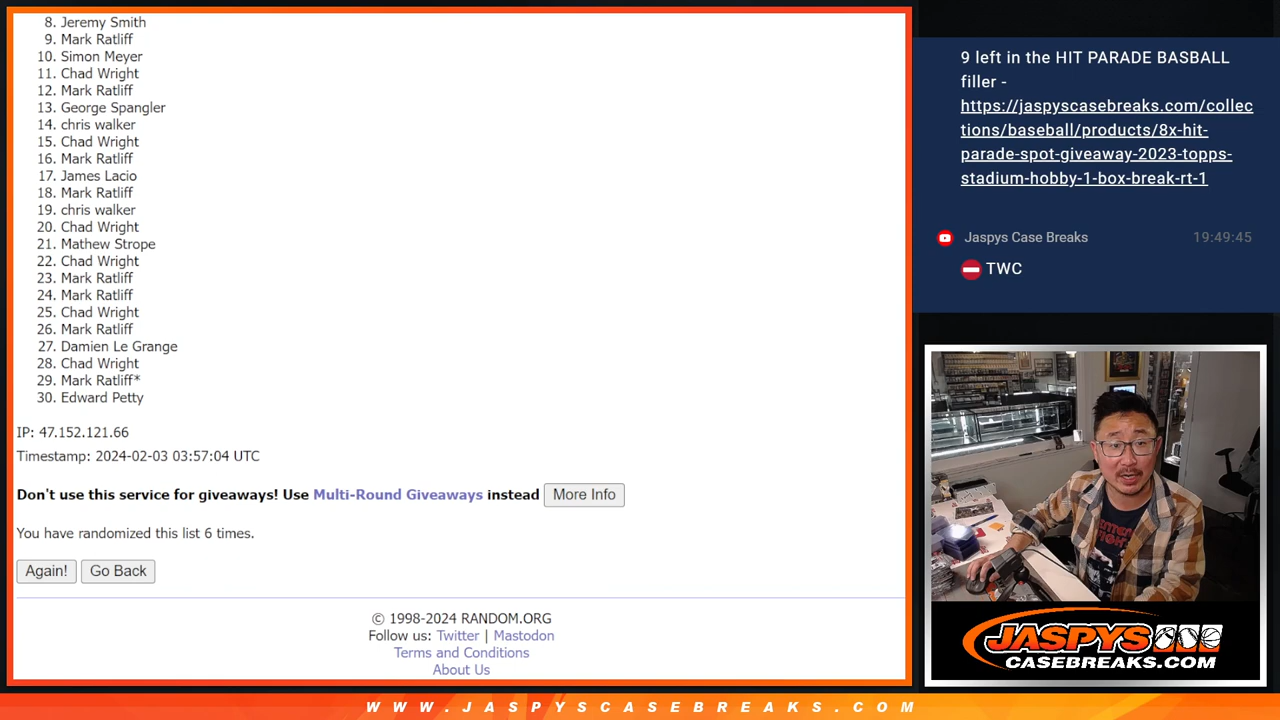 8. Jeremy Smith
9. Mark Ratliff
10. Simon Meyer
11. Chad Wright
12. Mark Ratliff
13. George Spangler
14. chris walker
15. Chad Wright
16. Mark Ratliff
17. James Lacio
18. Mark Ratliff
19. chris walker
20. Chad Wright
21. Mathew Strope
22. Chad Wright
23. Mark Ratliff
24. Mark Ratliff
25. Chad Wright
26. Mark Ratliff
27. Damien Le Grange
28. Chad Wright
29. Mark Ratliff*
30. Edward Petty
IP: 47.152.121.66
Timestamp: 2024-02-03 03:57:04 UTC
Don't use this service for giveaways! Use Multi-Round Giveaways instead More Info
You have randomized this list 6 times.
Again! Go Back
© 1998-2024 RANDOM.ORG
Follow us: Twitter | Mastodon
Terms and Conditions
About Us
9 left in the HIT PARADE BASBALL
filler -
https://jaspyscasebreaks.com/collec
tions/baseball/products/8x-hit-
parade-spot-giveaway-2023-topps-
stadium-hobby-1-box-break-rt-1
Jaspys Case Breaks 19:49:45
TWC
JASPYS
CASEBREAKS.COM
WWW.JASPYSCASEBREAKS.COM